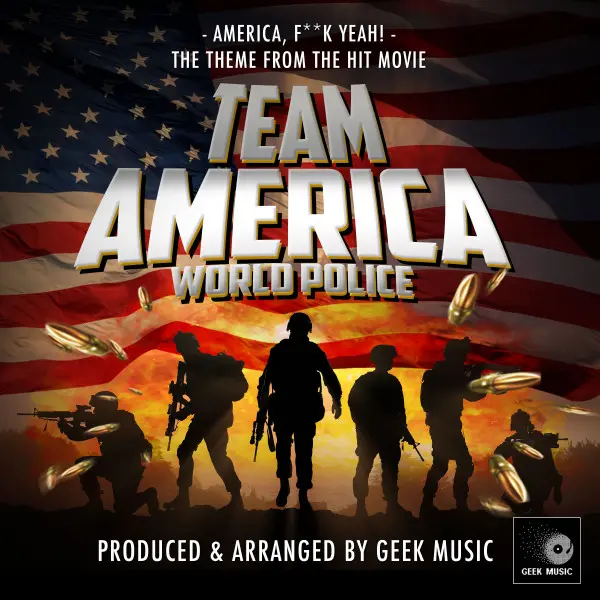 - AMERICA, F**K YEAH! -
THE THEME FROM THE HIT MOVIE
TEAM
AMERICA
WORLD POLICE
PRODUCED & ARRANGED BY GEEK MUSIC
GEEK MUSIC